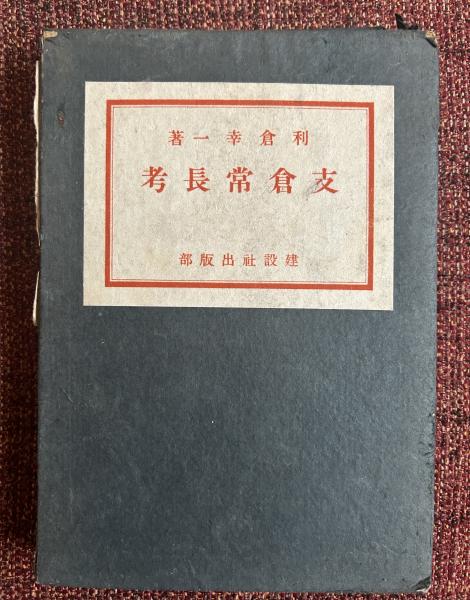 利倉幸一著
支倉常長考
建設社出版部